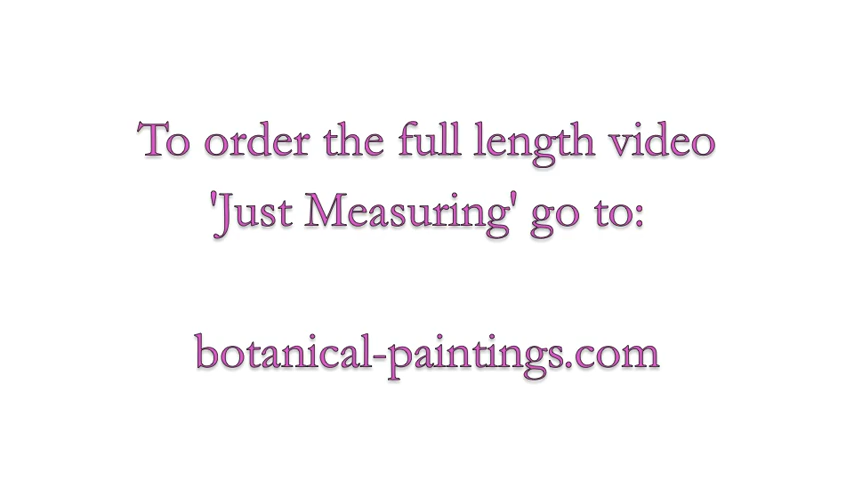 To order the full length video
'Just Measuring' go to:
botanical-paintings.com